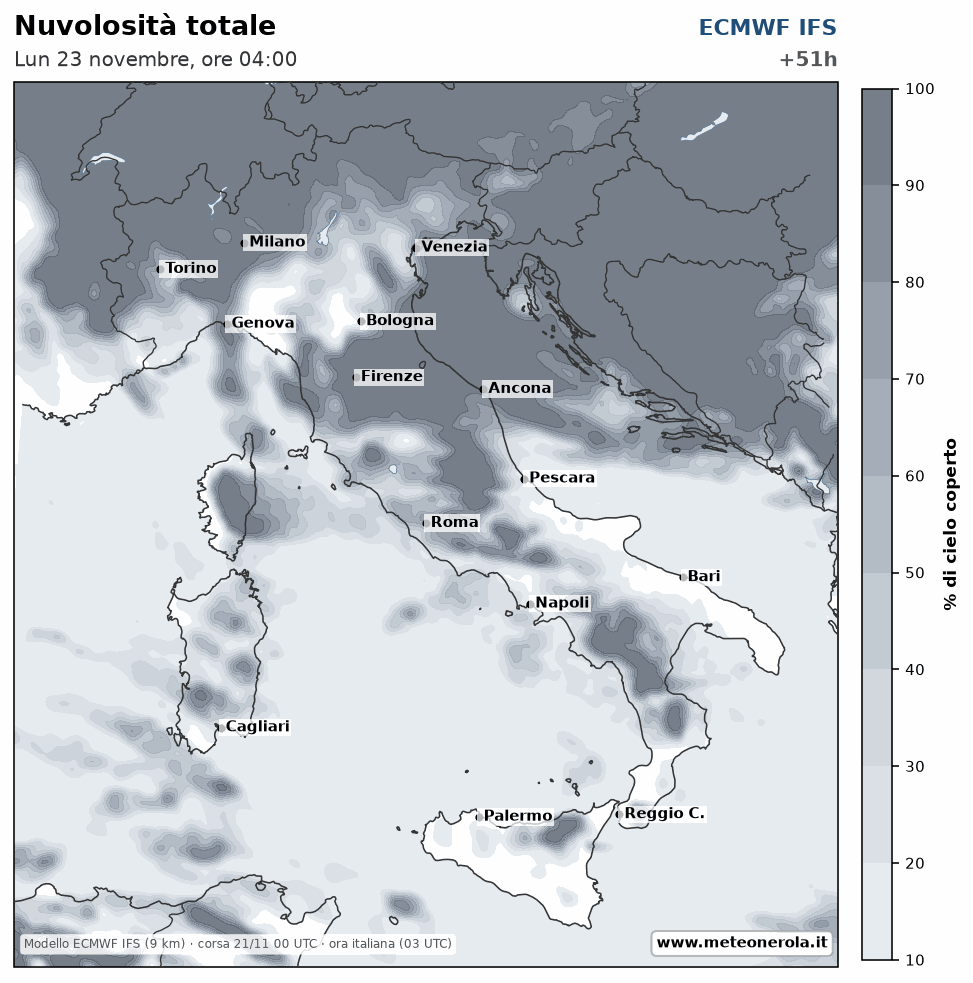 Nuvolosità totale
ECMWF IFS
Lun 23 novembre, ore 04:00
+51h
100
90
80
70
60
50
40
30
20
10
% di cielo coperto
Milano
Venezia
Torino
Genova
Bologna
Firenze
Ancona
Pescara
Roma
Bari
Napoli
Cagliari
Palermo
Reggio C.
Modello ECMWF IFS (9 km) · corsa 21/11 00 UTC · ora italiana (03 UTC)
www.meteonerola.it